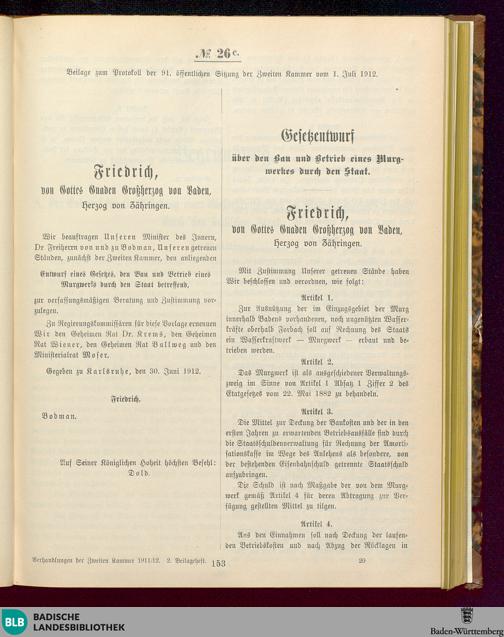 № 26c.
Beilage zum Protokoll der 91. öffentlichen Sitzung der Zweiten Kammer vom 1. Juli 1912.
Friedrich,
von Gottes Gnaden Großherzog von Baden,
Herzog von Zähringen.
Wir beauftragen Unseren Minister des Innern,
Dr. Freiherrn von und zu Bodman, Unseren getreuen
Ständen, zunächst der Zweiten Kammer, den anliegenden
Entwurf eines Gesetzes, den Bau und Betrieb eines
Murgwerks durch den Staat betreffend,
zur verfassungsmäßigen Beratung und Zustimmung vor-
zulegen.
Zu Regierungskommissären für diese Vorlage ernennen
Wir den Geheimen Rat Dr. Krems, den Geheimen
Rat Wiener, den Geheimen Rat Ballweg und den
Ministerialrat Moser.
Gegeben zu Karlsruhe, den 30. Juni 1912.
Friedrich.
Bodman.
Auf Seiner Königlichen Hoheit höchsten Befehl:
Dold.
Gesetzentwurf
über den Bau und Betrieb eines Murg-
werkes durch den Staat.
Friedrich,
von Gottes Gnaden Großherzog von Baden,
Herzog von Zähringen.
Mit Zustimmung Unserer getreuen Stände haben
Wir beschlossen und verordnen, wie folgt:
Artikel 1.
Zur Ausnützung der im Einzugsgebiet der Murg
innerhalb Badens vorhandenen, noch ungenützten Wasser-
kräfte oberhalb Forbach soll auf Rechnung des Staats
ein Wasserkraftwerk — Murgwerk — erbaut und be-
trieben werden.
Artikel 2.
Das Murgwerk ist als ausgeschiedener Verwaltungs-
zweig im Sinne von Artikel 1 Absatz 1 Ziffer 2 des
Etatgesetzes vom 22. Mai 1882 zu behandeln.
Artikel 3.
Die Mittel zur Deckung der Baukosten und der in den
ersten Jahren zu erwartenden Betriebsausfälle sind durch
die Staatsschuldenverwaltung für Rechnung der Amorti-
sationskasse im Wege des Anlehens als besondere, von
der bestehenden Eisenbahnschuld getrennte Staatsschuld
aufzubringen.
Die Schuld ist nach Maßgabe der von dem Murg-
werk gemäß Artikel 4 für deren Abtragung zur Ver-
fügung gestellten Mittel zu tilgen.
Artikel 4.
Aus den Einnahmen soll nach Deckung der laufen-
den Betriebskosten und nach Abzug der Rücklagen in
Verhandlungen der Zweiten Kammer 1911/12. 2. Beilagenheft.
153
20
BLB
BADISCHE
LANDESBIBLIOTHEK
Baden-Württemberg